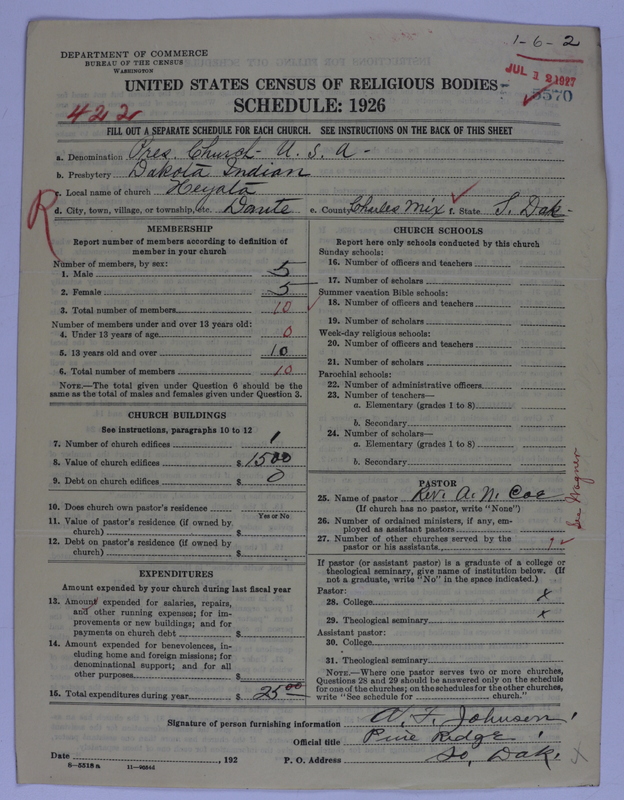 1-6-2
DEPARTMENT OF COMMERCE
BUREAU OF THE CENSUS
WASHINGTON
JUL 12 1927
5570
UNITED STATES CENSUS OF RELIGIOUS BODIES
SCHEDULE: 1926
422
FILL OUT A SEPARATE SCHEDULE FOR EACH CHURCH. SEE INSTRUCTIONS ON THE BACK OF THIS SHEET
a. Denomination Pres. Church - U. S. A -
b. Presbytery Dakota Indian
c. Local name of church Heyata
R
d. City, town, village, or township, etc. Dante e. County Charles Mix f. State S. Dak -
MEMBERSHIP
Report number of members according to definition of
member in your church
Number of members, by sex:
1. Male 5
2. Female 5
3. Total number of members 10
Number of members under and over 13 years old:
4. Under 13 years of age 0
5. 13 years old and over 10
6. Total number of members 10
NOTE.—The total given under Question 6 should be the
same as the total of males and females given under Question 3.
CHURCH BUILDINGS
See instructions, paragraphs 10 to 12
7. Number of church edifices 1
8. Value of church edifices $ 1500
9. Debt on church edifices $ 0
10. Does church own pastor's residence
Yes or No
11. Value of pastor's residence (if owned by
church) $
12. Debt on pastor's residence (if owned by
church) $
EXPENDITURES
Amount expended by your church during last fiscal year
13. Amount expended for salaries, repairs,
and other running expenses; for im-
provements or new buildings; and for
payments on church debt $
14. Amount expended for benevolences, in-
cluding home and foreign missions; for
denominational support; and for all
other purposes $
15. Total expenditures during year $ 25 00
CHURCH SCHOOLS
Report here only schools conducted by this church
Sunday schools:
16. Number of officers and teachers
17. Number of scholars
Summer vacation Bible schools:
18. Number of officers and teachers
19. Number of scholars
Week-day religious schools:
20. Number of officers and teachers
21. Number of scholars
Parochial schools:
22. Number of administrative officers
23. Number of teachers—
a. Elementary (grades 1 to 8)
b. Secondary
24. Number of scholars—
a. Elementary (grades 1 to 8)
b. Secondary
PASTOR
25. Name of pastor Rev. A. N. Coe
(If church has no pastor, write "None")
26. Number of ordained ministers, if any, em-
ployed as assistant pastors
27. Number of other churches served by the
pastor or his assistants
See Wagner
If pastor (or assistant pastor) is a graduate of a college or
theological seminary, give name of institution below. (If
not a graduate, write "No" in the space indicated.)
Pastor:
28. College x
29. Theological seminary x
Assistant pastor:
30. College
31. Theological seminary
NOTE.—Where one pastor serves two or more churches,
Questions 28 and 29 should be answered only on the schedule
for one of the churches; on the schedules for the other churches,
write "See schedule for church."
Signature of person furnishing information A. F. Johnson
Official title Pine Ridge
Date , 192 P. O. Address So. Dak.
8-5318 a 11-90546